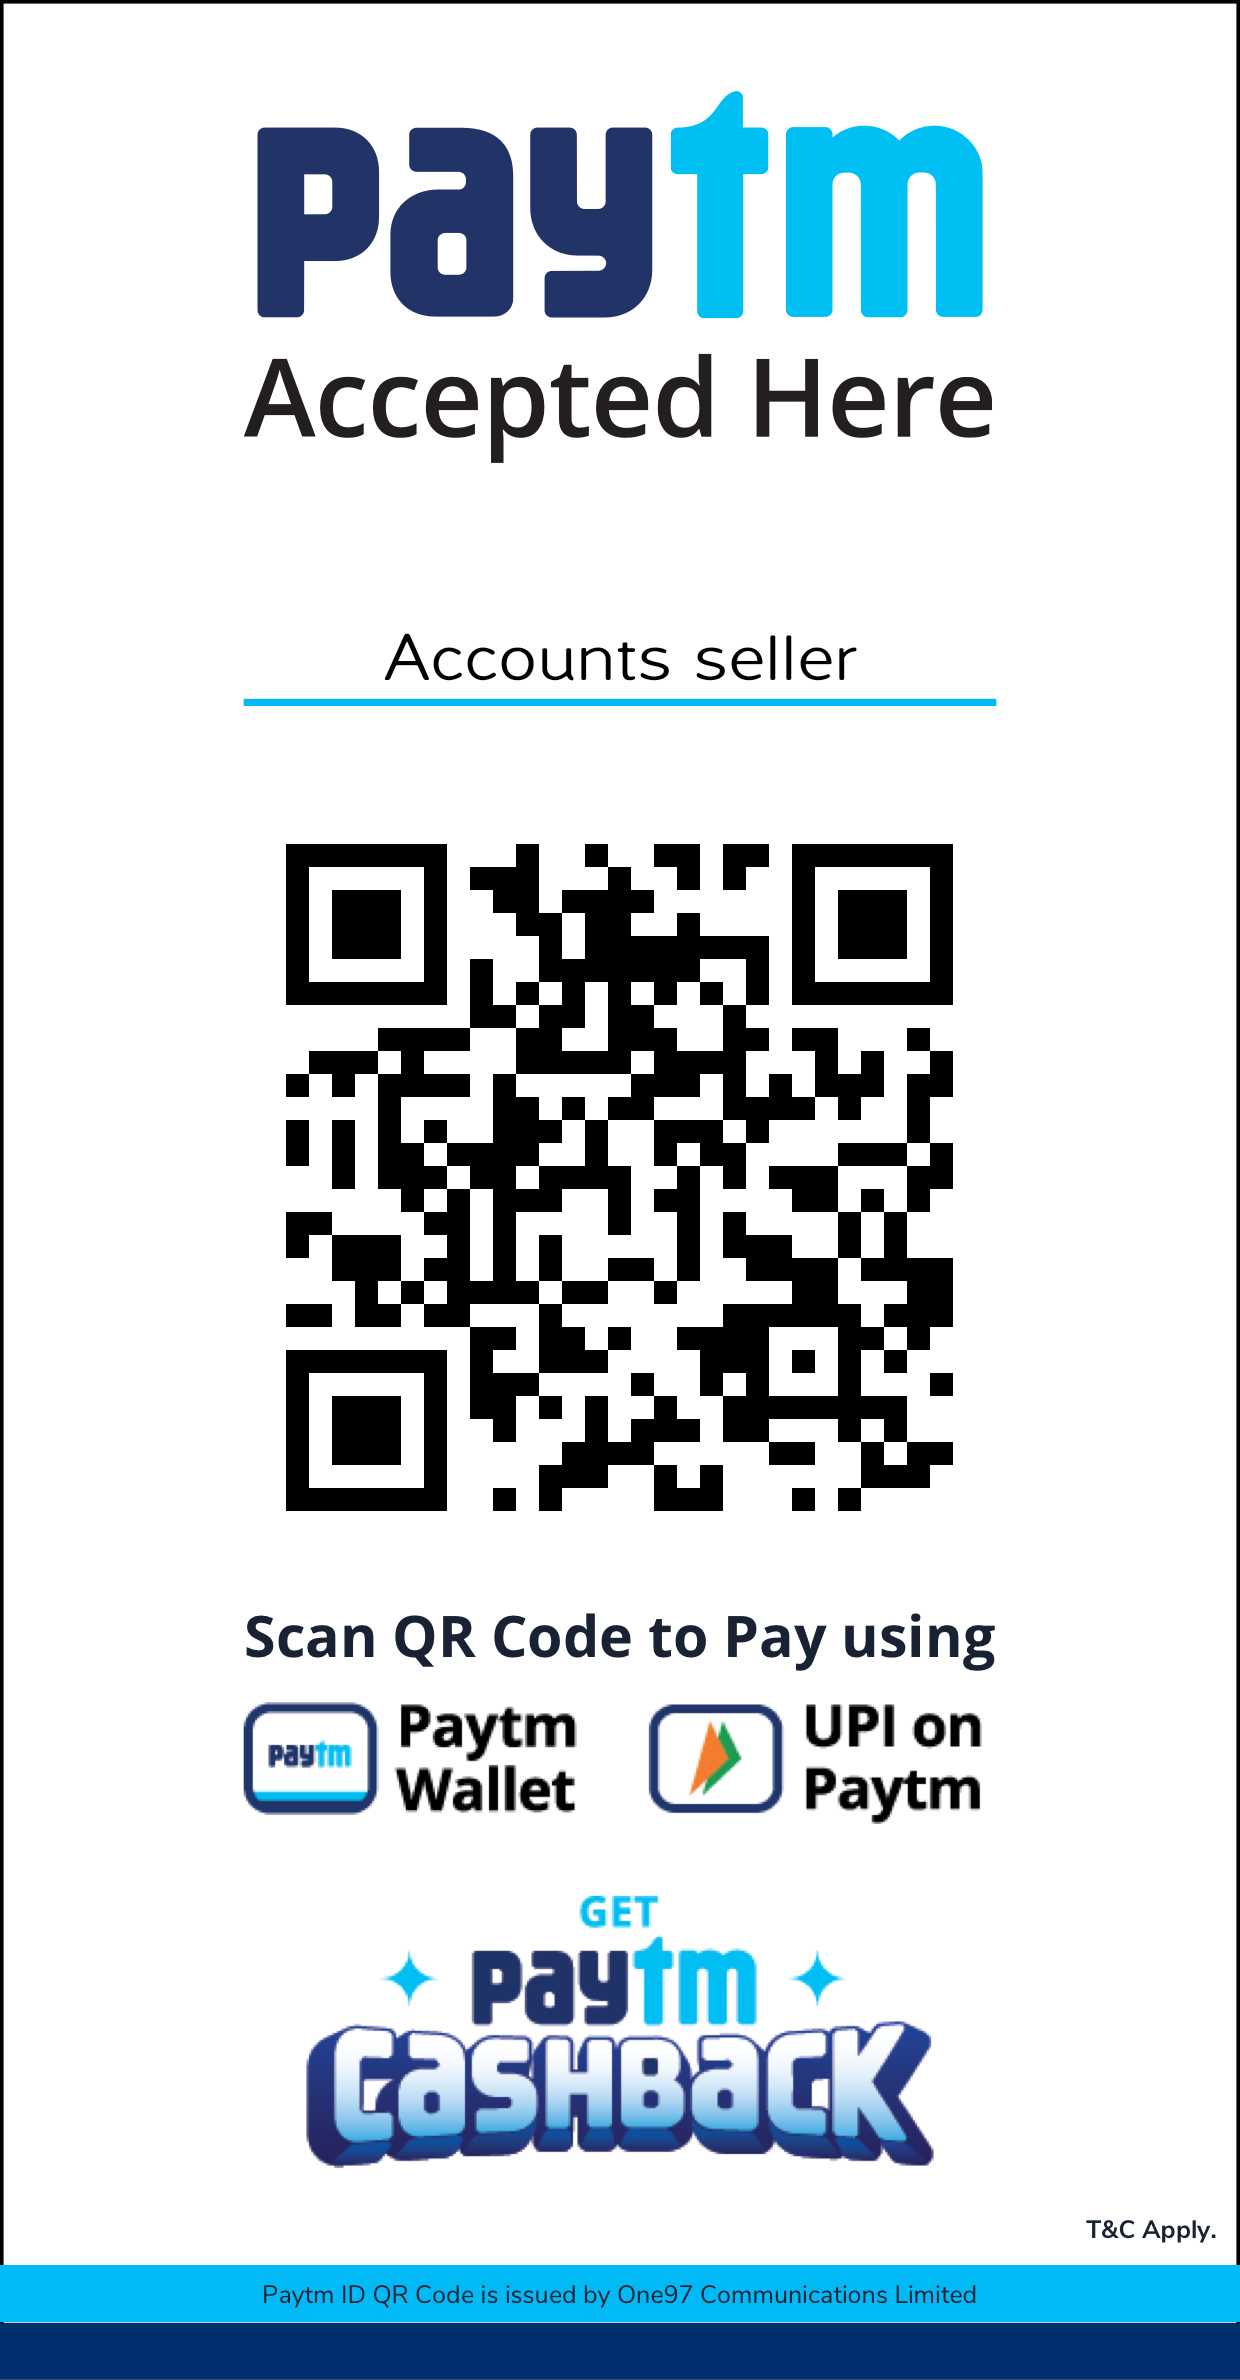 paytm
Accepted Here
Accounts seller
Scan QR Code to Pay using
paytm
Paytm
Wallet
UPI on
Paytm
GET
paytm
CASHBACK
T&C Apply.
Paytm ID QR Code is issued by One97 Communications Limited